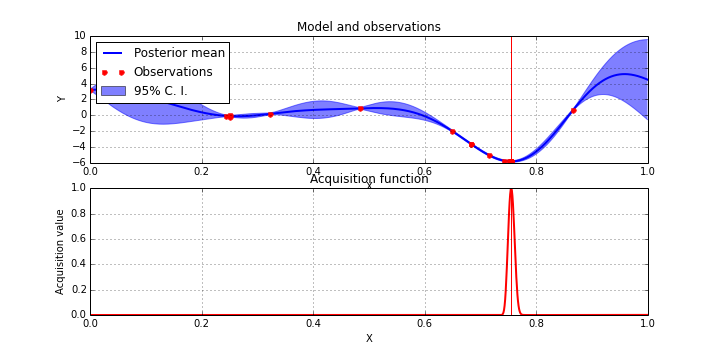 Model and observations
10
8
6
4
2
0
−2
−4
−6
Y
Posterior mean
Observations
95% C. I.
0.0 0.2 0.4 0.6 0.8 1.0
X
Acquisition function
1.0
0.8
0.6
0.4
0.2
0.0
Acquisition value
0.0 0.2 0.4 0.6 0.8 1.0
X